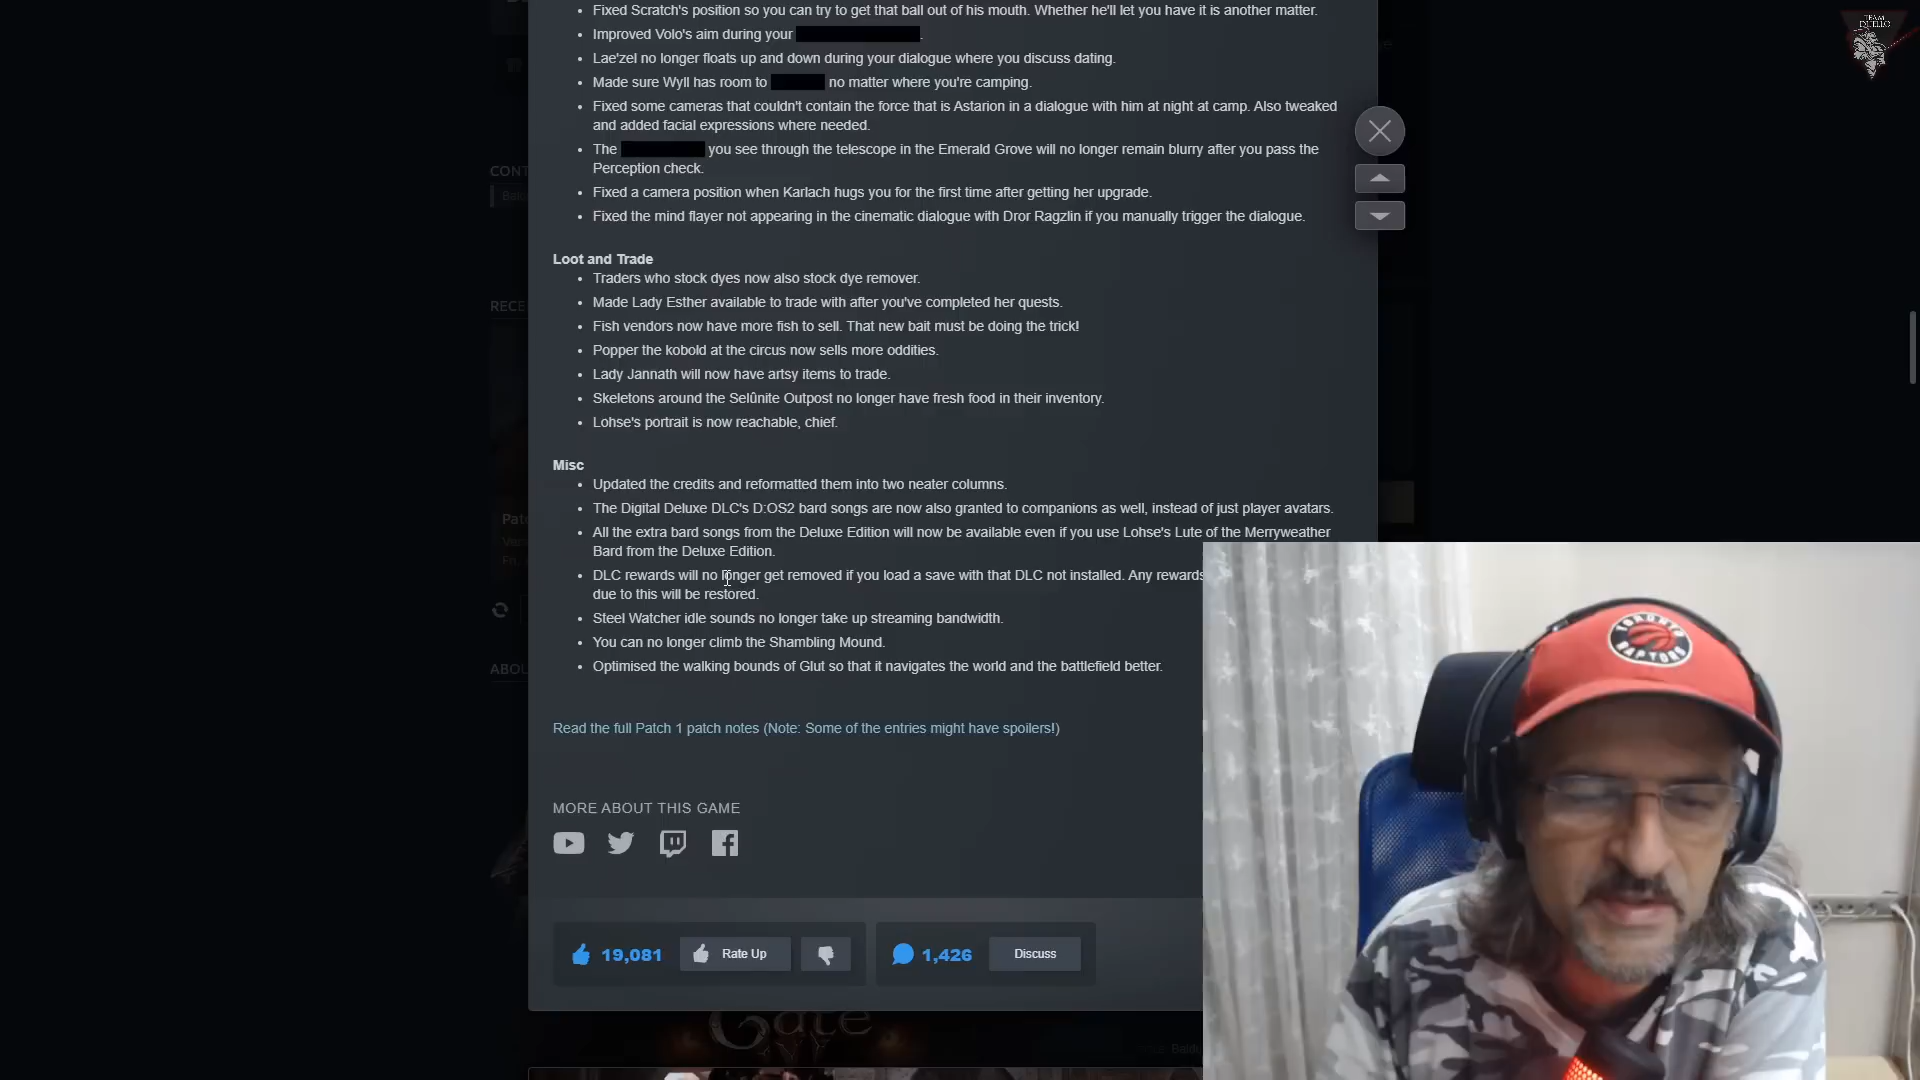 TEAM
DUELLO
Fixed Scratch's position so you can try to get that ball out of his mouth. Whether he'll let you have it is another matter.
Improved Volo's aim during your .
Lae'zel no longer floats up and down during your dialogue where you discuss dating.
Made sure Wyll has room to no matter where you're camping.
Fixed some cameras that couldn't contain the force that is Astarion in a dialogue with him at night at camp. Also tweaked
and added facial expressions where needed.
The you see through the telescope in the Emerald Grove will no longer remain blurry after you pass the
Perception check.
Fixed a camera position when Karlach hugs you for the first time after getting her upgrade.
Fixed the mind flayer not appearing in the cinematic dialogue with Dror Ragzlin if you manually trigger the dialogue.
CONT
RECE
ABOU
Loot and Trade
Traders who stock dyes now also stock dye remover.
Made Lady Esther available to trade with after you've completed her quests.
Fish vendors now have more fish to sell. That new bait must be doing the trick!
Popper the kobold at the circus now sells more oddities.
Lady Jannath will now have artsy items to trade.
Skeletons around the Selûnite Outpost no longer have fresh food in their inventory.
Lohse's portrait is now reachable, chief.
Misc
Updated the credits and reformatted them into two neater columns.
The Digital Deluxe DLC's D:OS2 bard songs are now also granted to companions as well, instead of just player avatars.
All the extra bard songs from the Deluxe Edition will now be available even if you use Lohse's Lute of the Merryweather
Bard from the Deluxe Edition.
DLC rewards will no longer get removed if you load a save with that DLC not installed. Any rewards
due to this will be restored.
Steel Watcher idle sounds no longer take up streaming bandwidth.
You can no longer climb the Shambling Mound.
Optimised the walking bounds of Glut so that it navigates the world and the battlefield better.
Read the full Patch 1 patch notes (Note: Some of the entries might have spoilers!)
MORE ABOUT THIS GAME
19,081
Rate Up
1,426
Discuss
Gate
TORONTO
RAPTORS